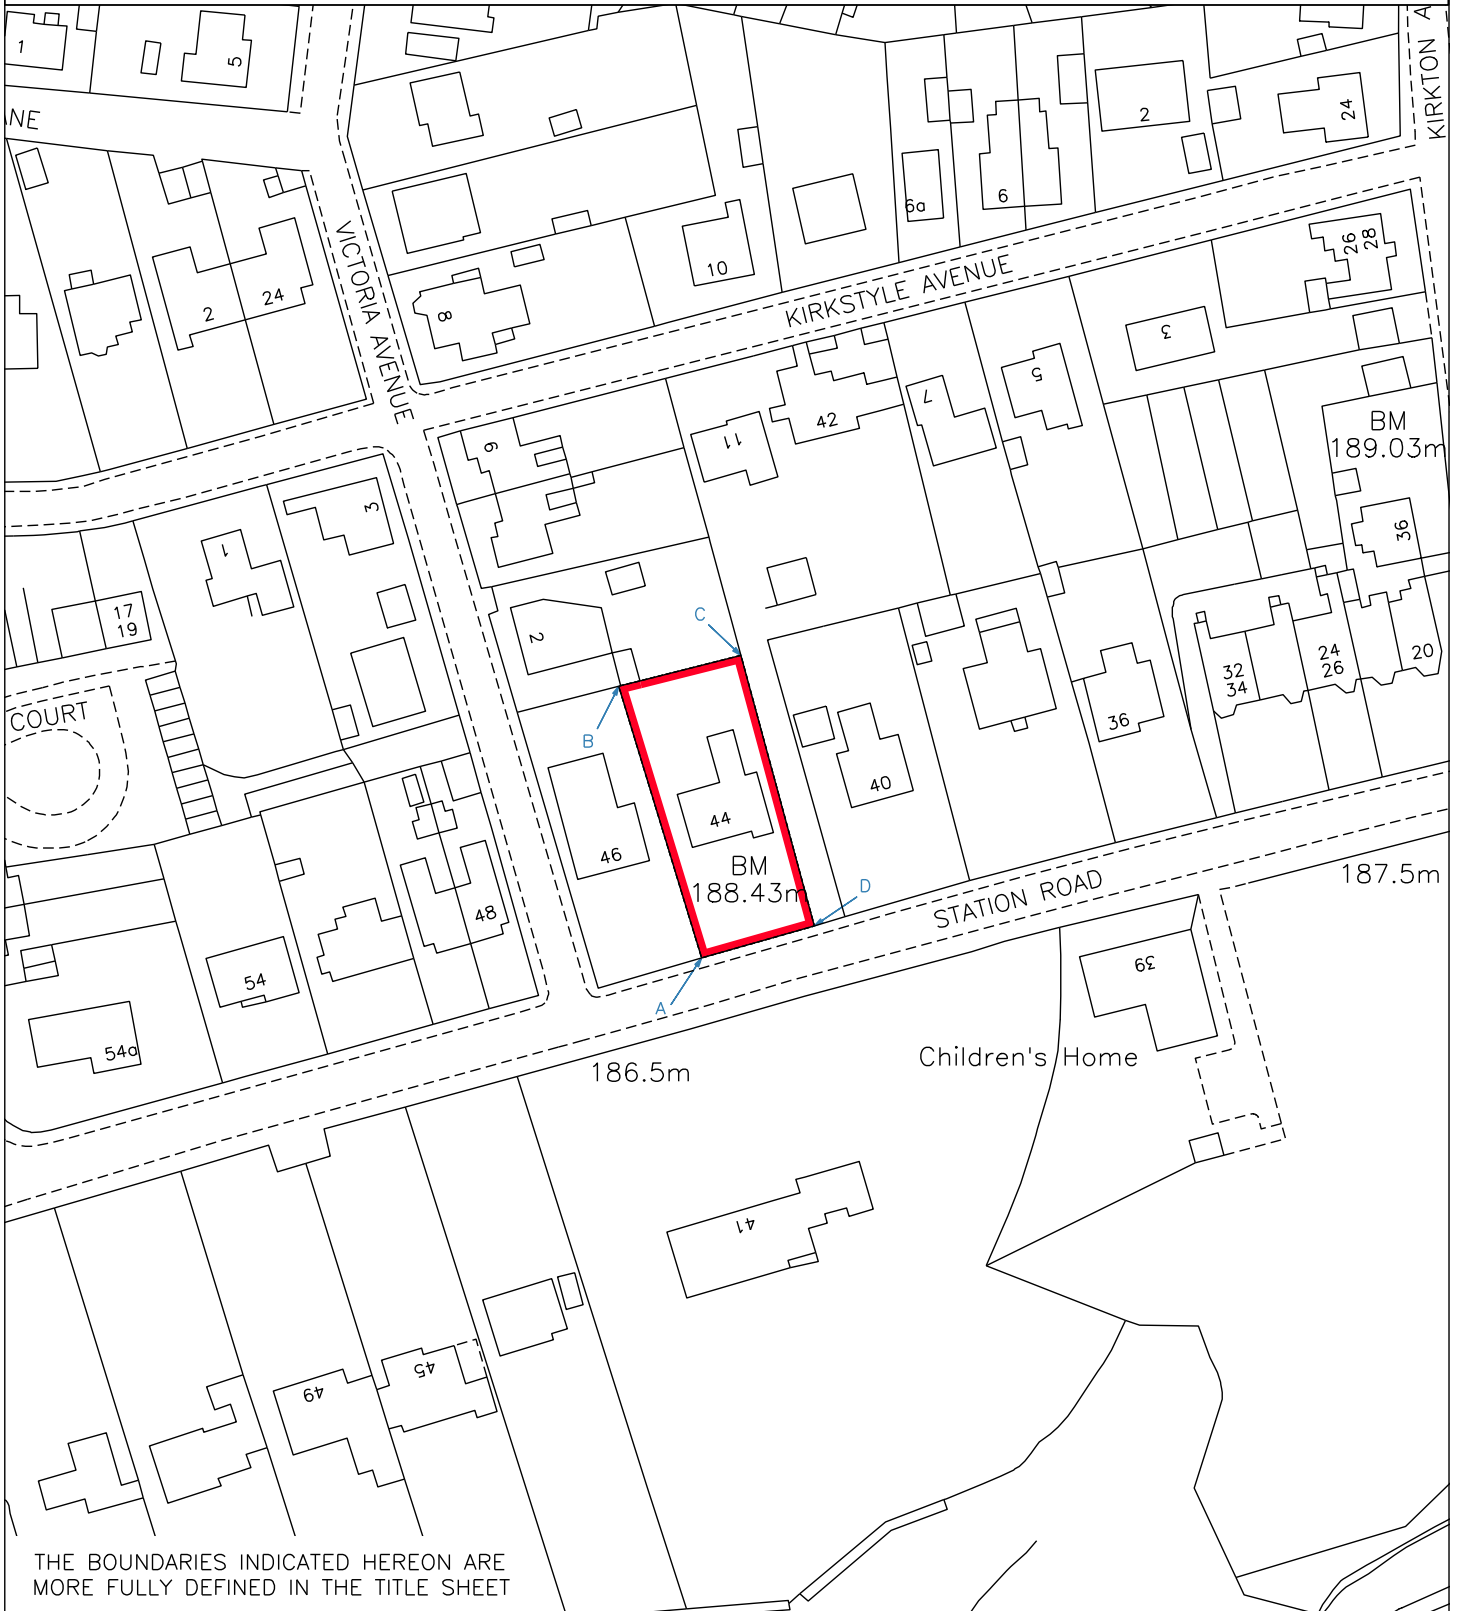 1
5
2
24
KIRKTON A
NE
6a
6
VICTORIA AVENUE
2
24
8
10
KIRKSTYLE AVENUE
26
28
3
5
7
42
11
9
BM
189.03m
3
1
36
17
19
2
C
32
34
24
26
20
COURT
B
36
40
44
46
BM
188.43m
D
187.5m
48
STATION ROAD
54
A
39
54a
186.5m
Children's Home
41
45
49
THE BOUNDARIES INDICATED HEREON ARE
MORE FULLY DEFINED IN THE TITLE SHEET